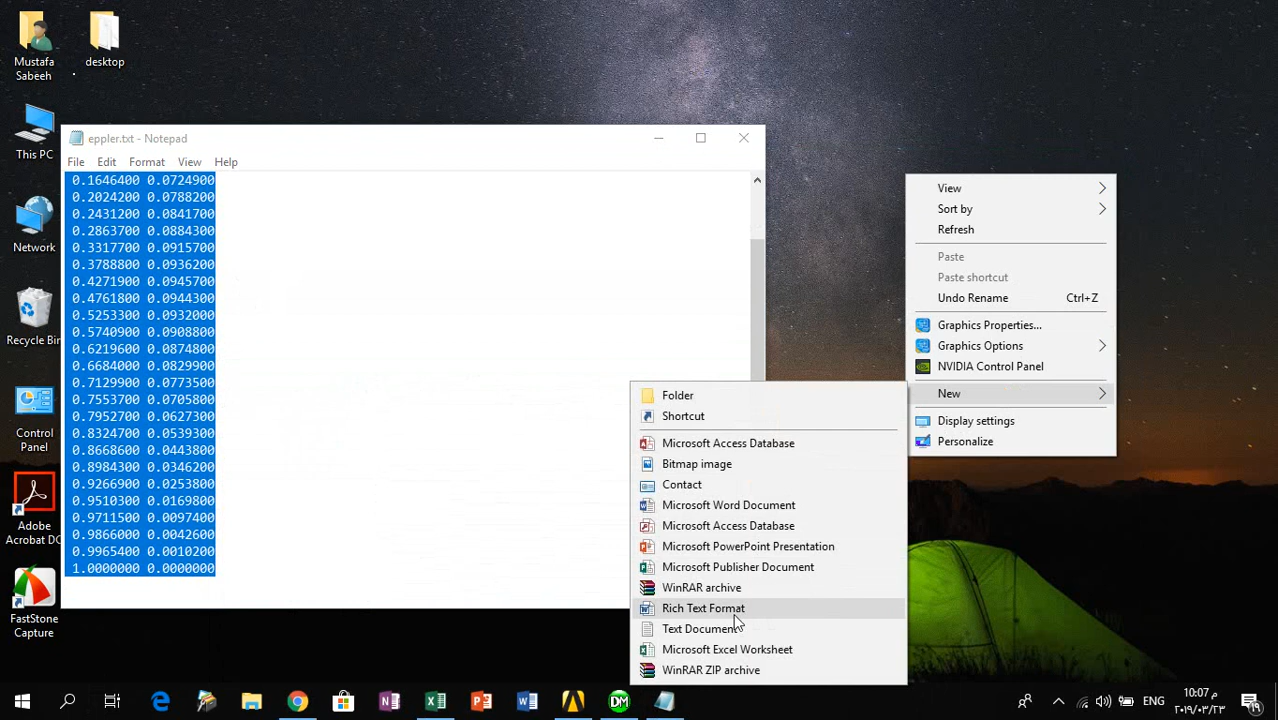 Mustafa
Sabeeh
desktop
This PC
Network
Recycle Bin
Control
Panel
Adobe
Acrobat DC
FastStone
Capture
eppler.txt - Notepad
File Edit Format View Help
0.1646400 0.0724900
0.2024200 0.0788200
0.2431200 0.0841700
0.2863700 0.0884300
0.3317700 0.0915700
0.3788800 0.0936200
0.4271900 0.0945700
0.4761800 0.0944300
0.5253300 0.0932000
0.5740900 0.0908800
0.6219600 0.0874800
0.6684000 0.0829900
0.7129900 0.0773500
0.7553700 0.0705800
0.7952700 0.0627300
0.8324700 0.0539300
0.8668600 0.0443800
0.8984300 0.0346200
0.9266900 0.0253800
0.9510300 0.0169800
0.9711500 0.0097400
0.9866000 0.0042600
0.9965400 0.0010200
1.0000000 0.0000000
View
Sort by
Refresh
Paste
Paste shortcut
Undo Rename Ctrl+Z
Graphics Properties...
Graphics Options
NVIDIA Control Panel
New
Display settings
Personalize
Folder
Shortcut
Microsoft Access Database
Bitmap image
Contact
Microsoft Word Document
Microsoft Access Database
Microsoft PowerPoint Presentation
Microsoft Publisher Document
WinRAR archive
Rich Text Format
Text Document
Microsoft Excel Worksheet
WinRAR ZIP archive
DM
ENG
م 10:07
٢٠١٩/٠٣/٢٣